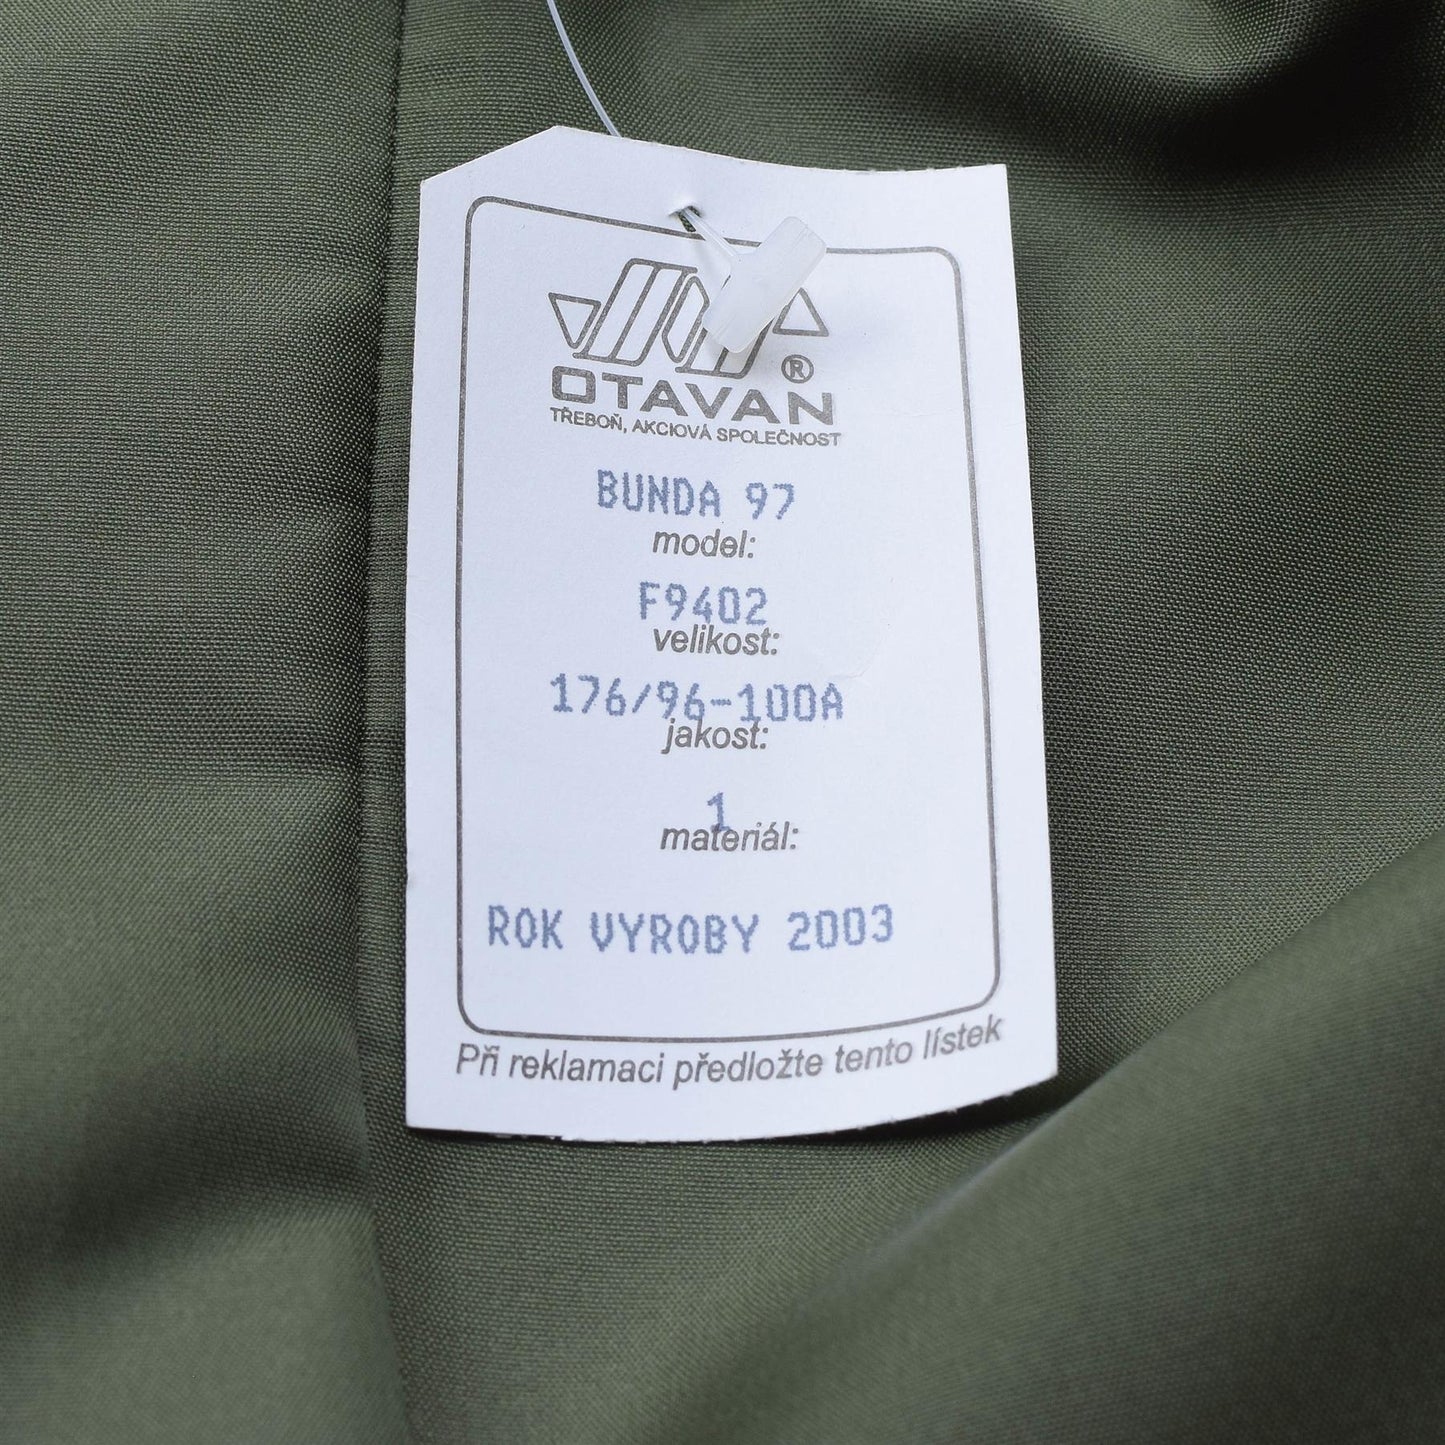 ®
OTAVAN
TŘEBOŇ, AKCIOVÁ SPOLEČNOST
BUNDA 97
model:
F9402
velikost:
176/96-100A
jakost:
1
materiál:
ROK VYROBY 2003
Při reklamaci předložte tento lístek